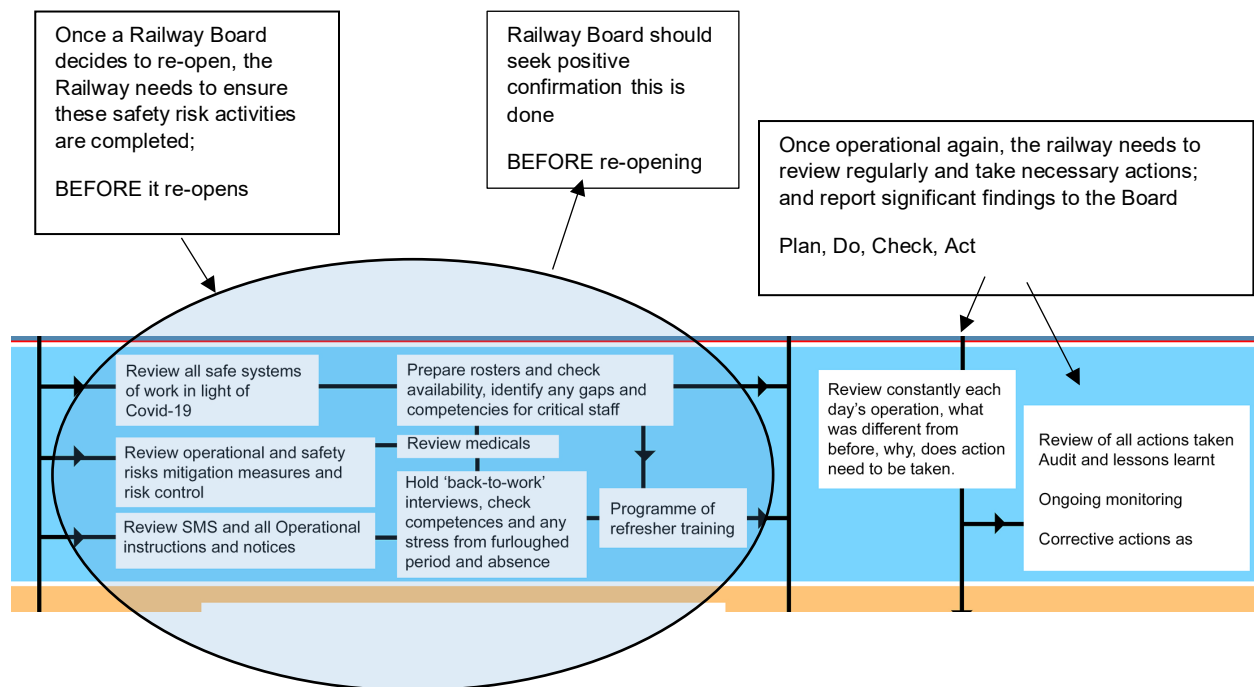 Once a Railway Board
decides to re-open, the
Railway needs to ensure
these safety risk activities
are completed;
BEFORE it re-opens
Railway Board should
seek positive
confirmation this is
done
BEFORE re-opening
Once operational again, the railway needs to
review regularly and take necessary actions;
and report significant findings to the Board
Plan, Do, Check, Act
Review all safe systems
of work in light of
Covid-19
Prepare rosters and check
availability, identify any gaps and
competencies for critical staff
Review medicals
Review operational and safety
risks mitigation measures and
risk control
Hold ‘back-to-work’
interviews, check
competences and any
stress from furloughed
period and absence
Review SMS and all Operational
instructions and notices
Programme of
refresher training
Review constantly each
day’s operation, what
was different from
before, why, does action
need to be taken.
Review of all actions taken
Audit and lessons learnt
Ongoing monitoring
Corrective actions as